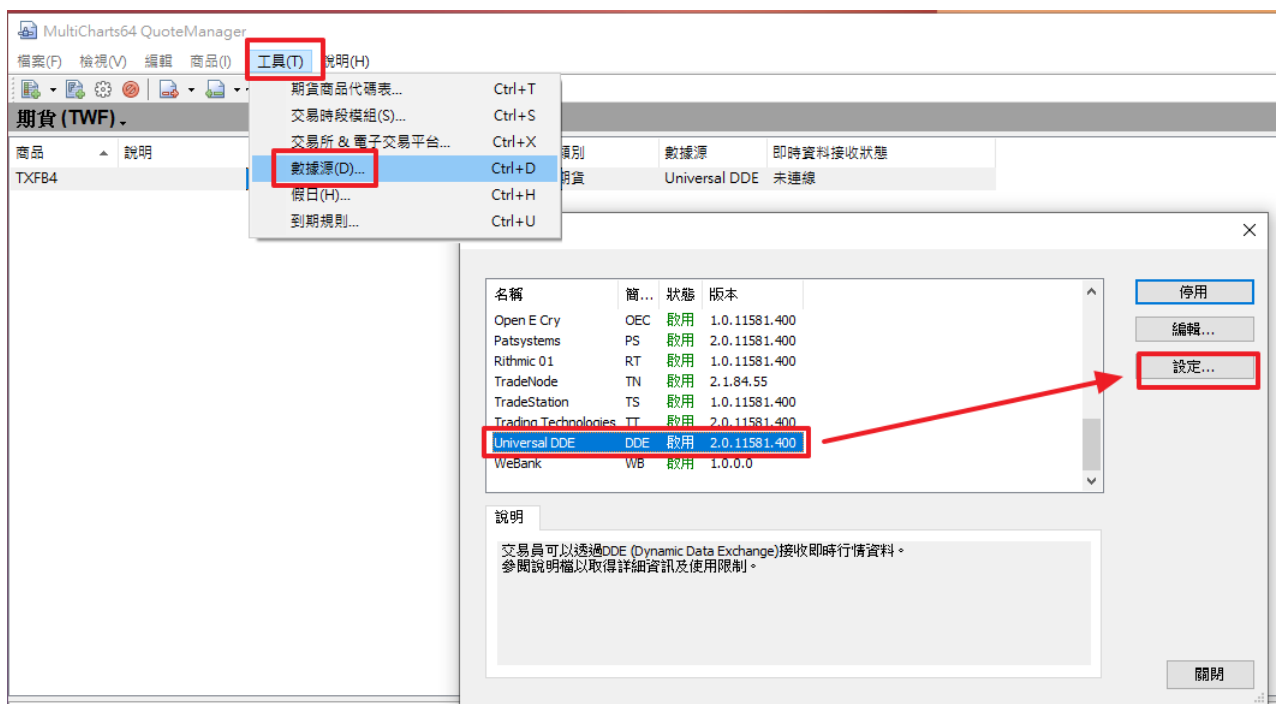 MultiCharts64 QuoteManager
檔案(F) 檢視(V) 編輯 商品(I) 工具(T) 說明(H)
期貨商品代碼表... Ctrl+T
交易時段模組(S)... Ctrl+S
交易所 & 電子交易平台... Ctrl+X
數據源(D)... Ctrl+D
假日(H)... Ctrl+H
到期規則... Ctrl+U
期貨 (TWF)
商品 說明 類別 數據源 即時資料接收狀態
TXFB4 期貨 Universal DDE 未連線
名稱 簡... 狀態 版本
Open E Cry OEC 啟用 1.0.11581.400
Patsystems PS 啟用 2.0.11581.400
Rithmic 01 RT 啟用 1.0.11581.400
TradeNode TN 啟用 2.1.84.55
TradeStation TS 啟用 1.0.11581.400
Trading Technologies TT 啟用 2.0.11581.400
Universal DDE DDE 啟用 2.0.11581.400
WeBank WB 啟用 1.0.0.0
停用
編輯...
設定...
說明
交易員可以透過DDE (Dynamic Data Exchange)接收即時行情資料。
參閱說明檔以取得詳細資訊及使用限制。
關閉